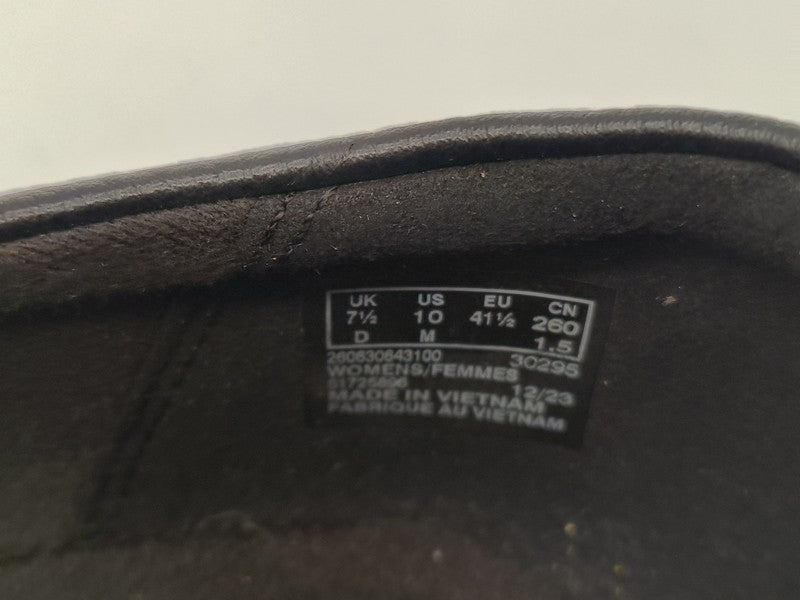 UK US EU CN
7½ 10 41½ 260
D M 1.5
260830643100 30295
WOMENS/FEMMES
12/23
MADE IN VIETNAM
FABRIQUE AU VIETNAM